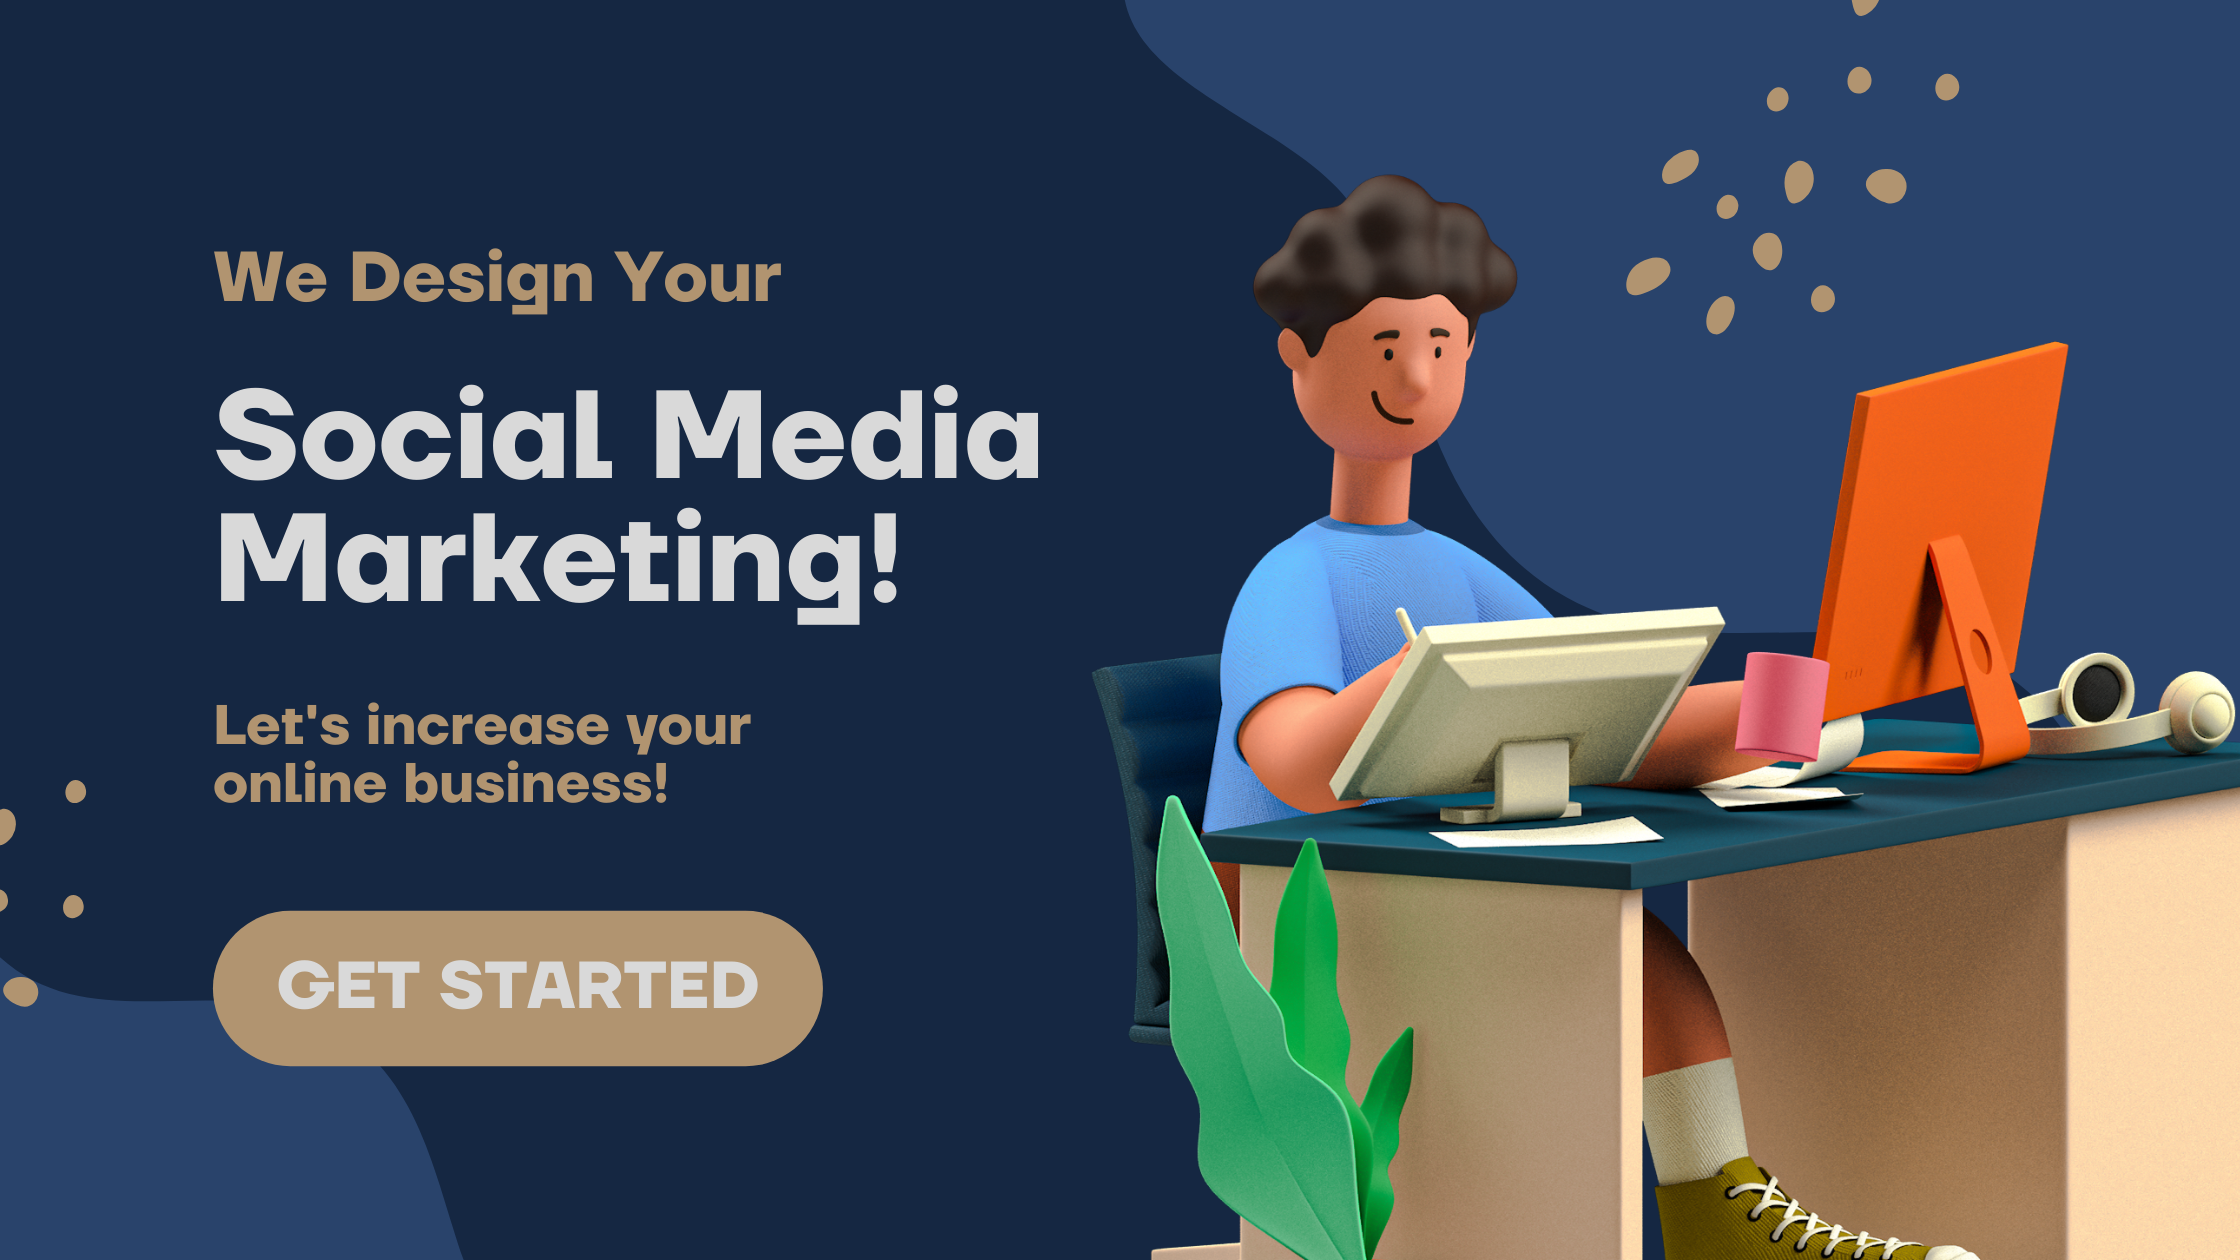 We Design Your
Social Media
Marketing!
Let's increase your
online business!
GET STARTED